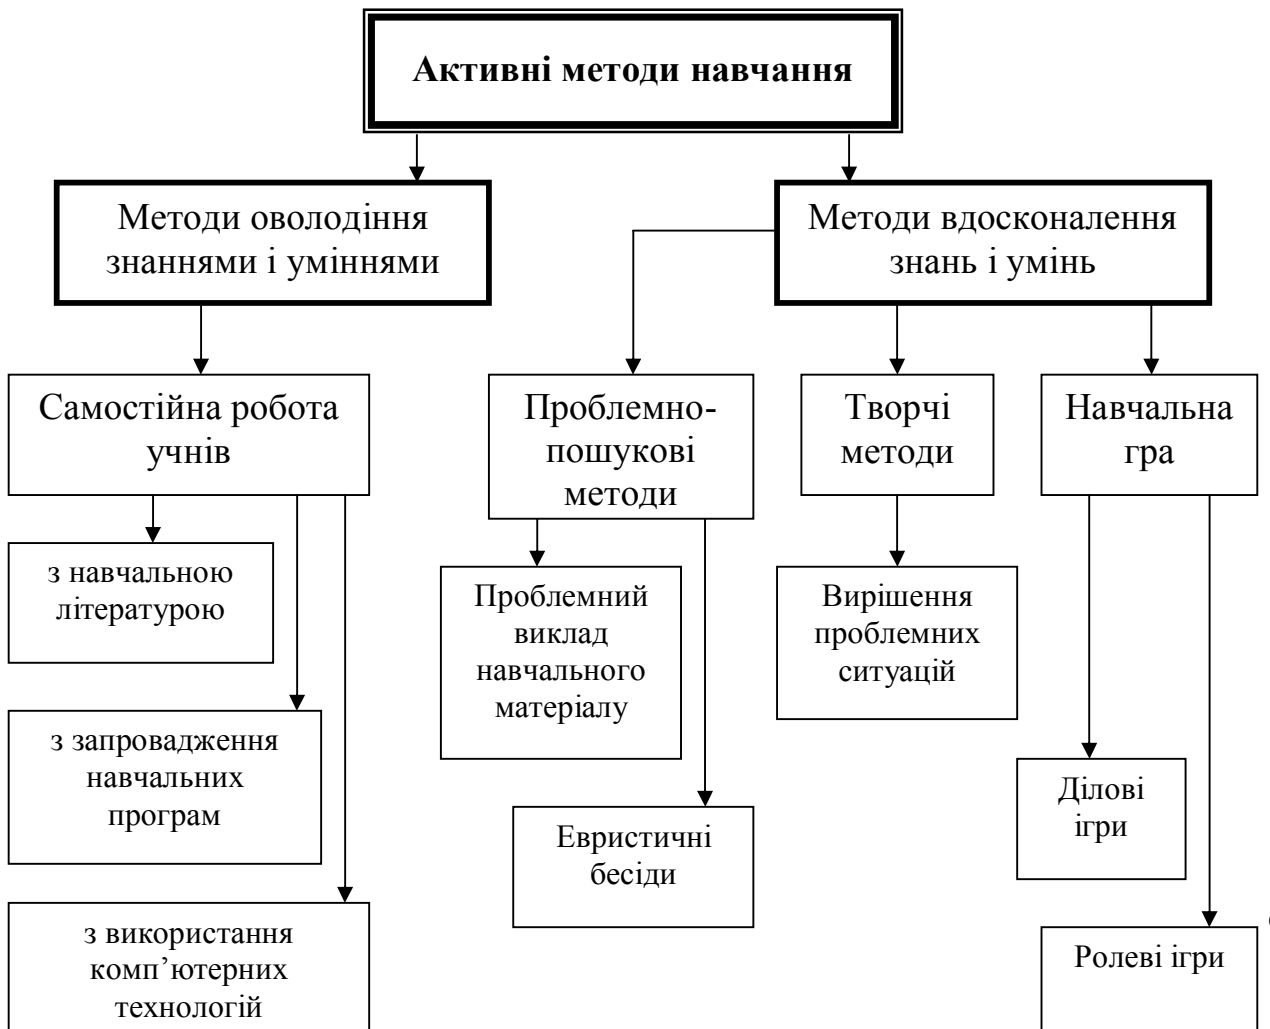 Активні методи навчання
Методи оволодіння
знаннями і уміннями
Методи вдосконалення
знань і умінь
Самостійна робота
учнів
Проблемно-
пошукові
методи
Творчі
методи
Навчальна
гра
з навчальною
літературою
Проблемний
виклад
навчального
матеріалу
Вирішення
проблемних
ситуацій
з запровадження
навчальних
програм
Ділові
ігри
Евристичні
бесіди
з використання
комп’ютерних
технологій
Ролеві ігри